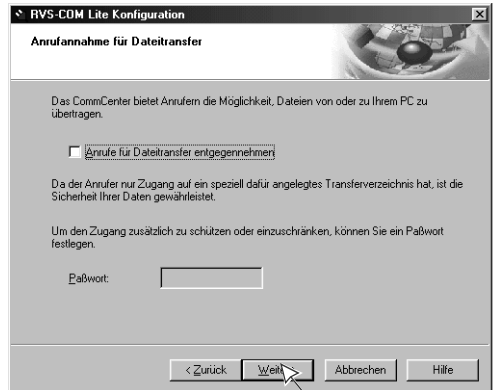 RVS-COM Lite Konfiguration
Anrufannahme für Dateitransfer
Das CommCenter bietet Anrufern die Möglichkeit, Dateien von oder zu Ihrem PC zu
übertragen.
Anrufe für Dateitransfer entgegennehmen
Da der Anrufer nur Zugang auf ein speziell dafür angelegtes Transferverzeichnis hat, ist die
Sicherheit Ihrer Daten gewährleistet.
Um den Zugang zusätzlich zu schützen oder einzuschränken, können Sie ein Paßwort
festlegen.
Paßwort:
< Zurück Weiter > Abbrechen Hilfe